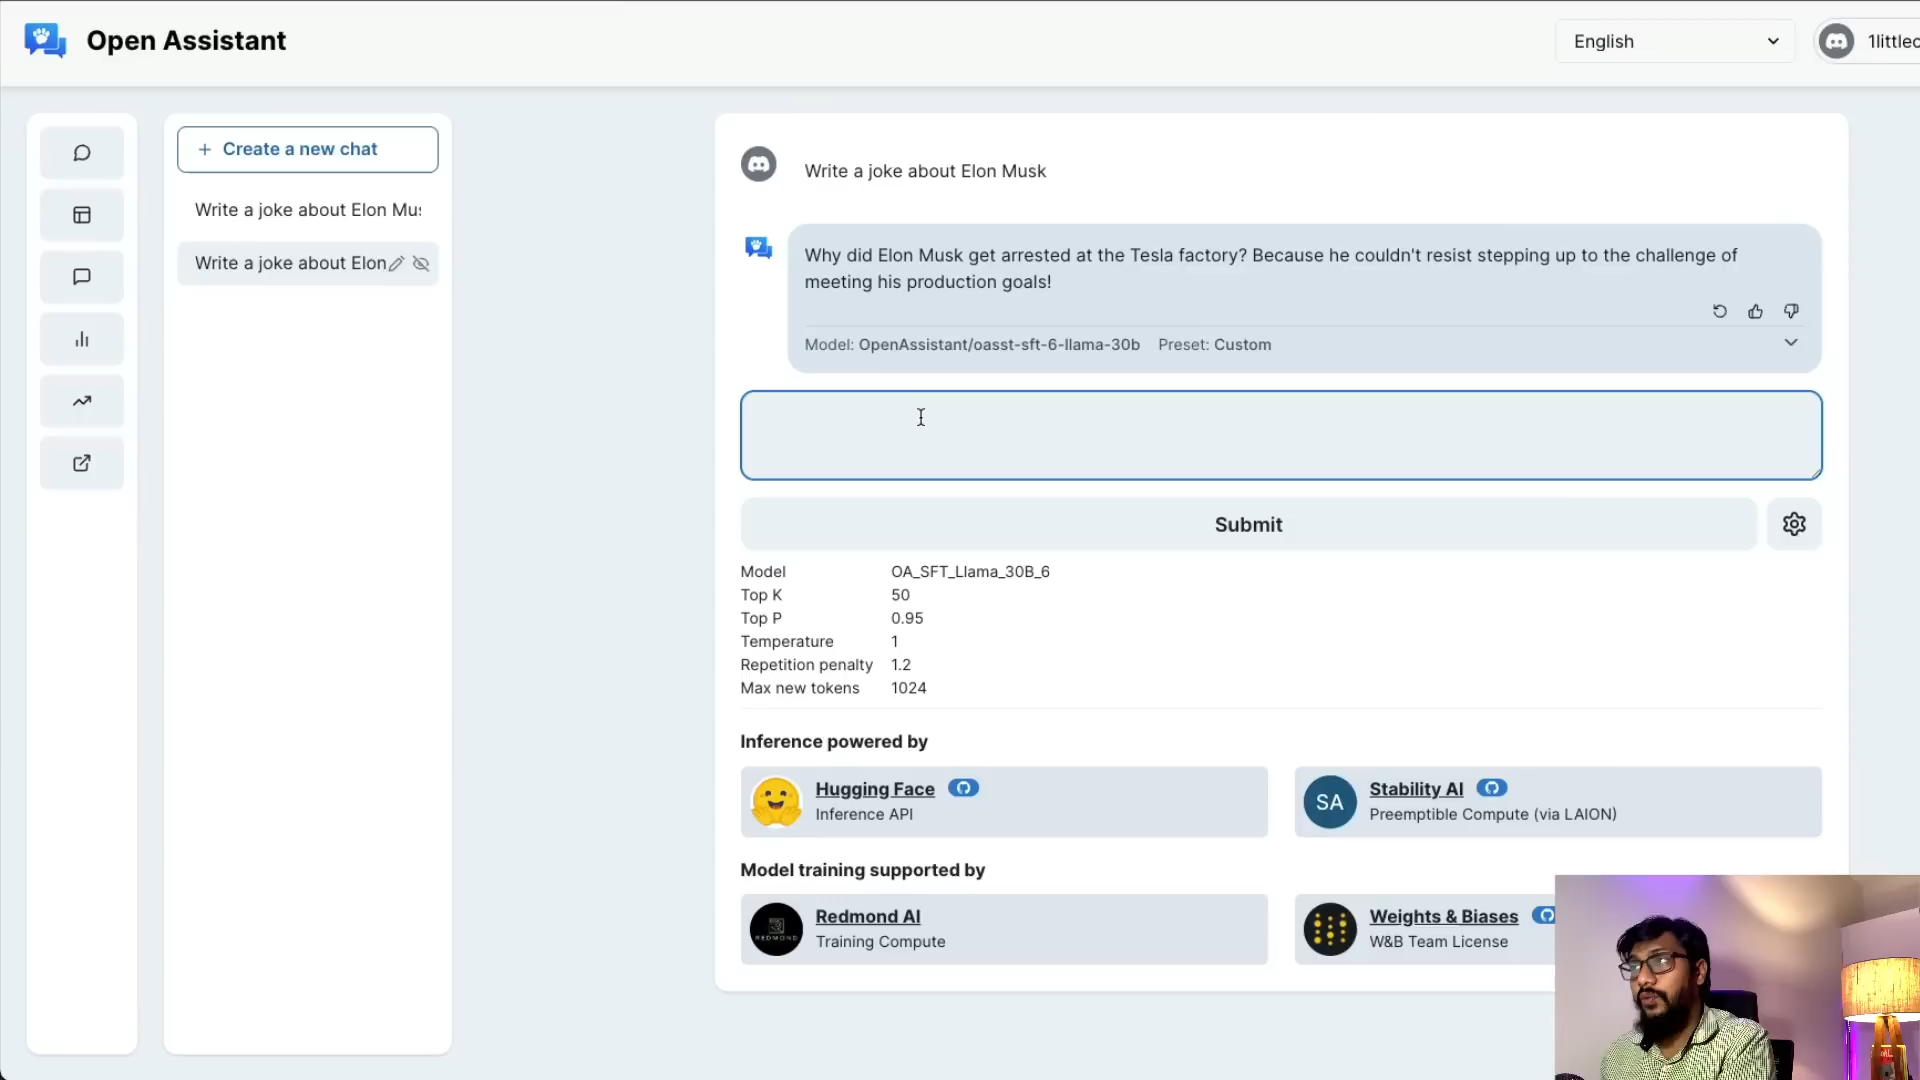 Open Assistant
English
1littlec
+ Create a new chat
Write a joke about Elon Mus
Write a joke about Elon
Write a joke about Elon Musk
Why did Elon Musk get arrested at the Tesla factory? Because he couldn't resist stepping up to the challenge of
meeting his production goals!
Model: OpenAssistant/oasst-sft-6-llama-30b Preset: Custom
Submit
Model OA_SFT_Llama_30B_6
Top K 50
Top P 0.95
Temperature 1
Repetition penalty 1.2
Max new tokens 1024
Inference powered by
Hugging Face
Inference API
SA
Stability AI
Preemptible Compute (via LAION)
Model training supported by
REDMOND
Redmond AI
Training Compute
Weights & Biases
W&B Team License